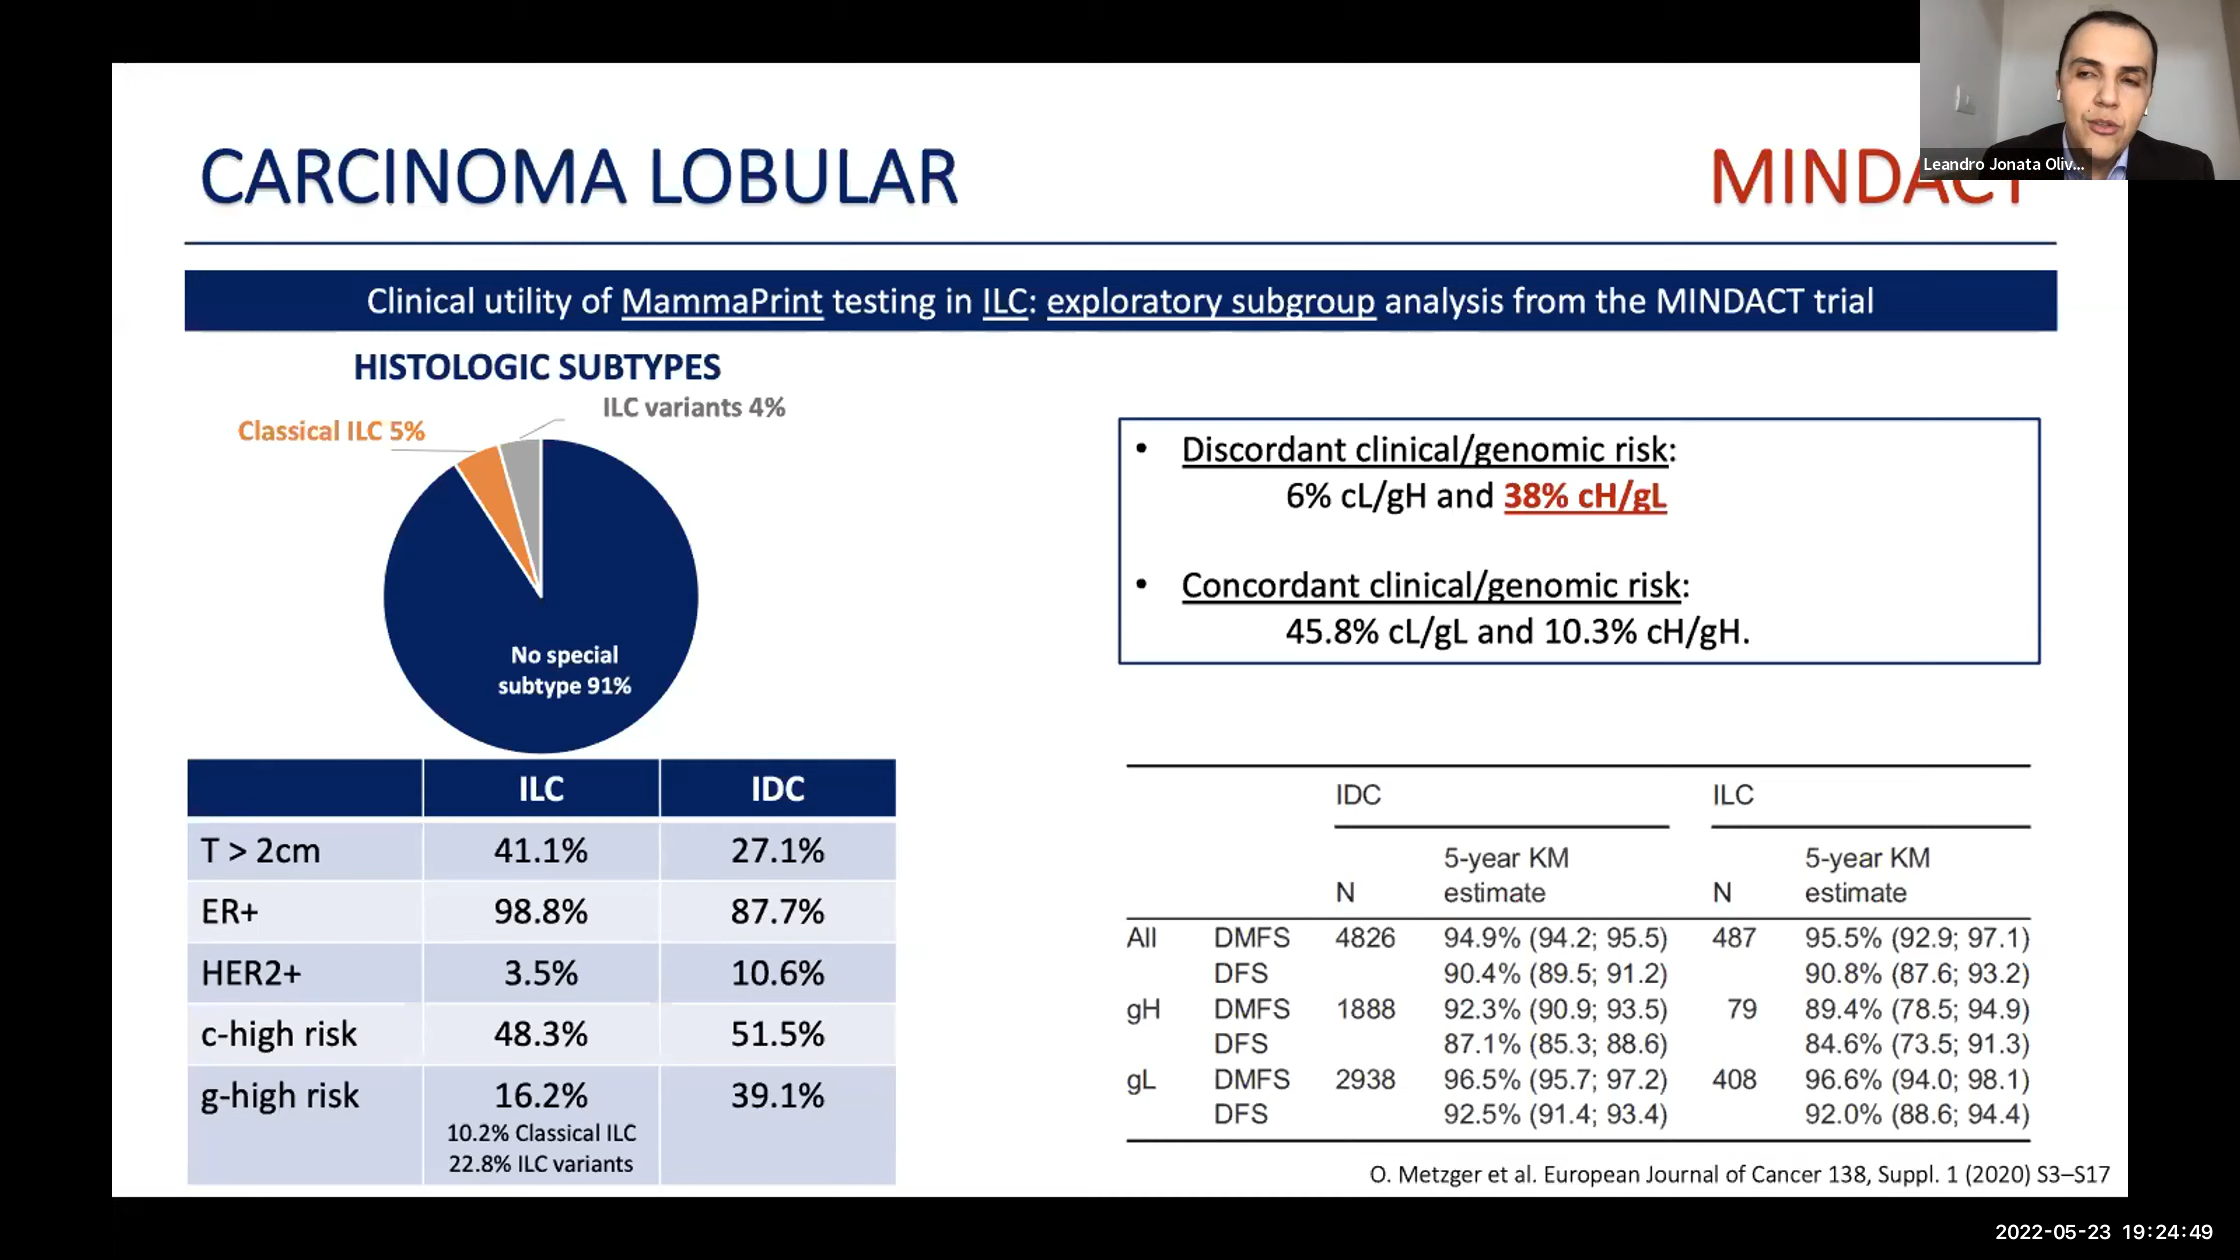 CARCINOMA LOBULAR
MINDACT
Leandro Jonata Oliv...
Clinical utility of MammaPrint testing in ILC: exploratory subgroup analysis from the MINDACT trial
HISTOLOGIC SUBTYPES
ILC variants 4%
Classical ILC 5%
No special
subtype 91%
• Discordant clinical/genomic risk:
6% cL/gH and 38% cH/gL
• Concordant clinical/genomic risk:
45.8% cL/gL and 10.3% cH/gH.
ILC IDC
T > 2cm 41.1% 27.1%
ER+ 98.8% 87.7%
HER2+ 3.5% 10.6%
c-high risk 48.3% 51.5%
g-high risk 16.2% 39.1%
10.2% Classical ILC
22.8% ILC variants
IDC ILC
5-year KM 5-year KM
N estimate N estimate
All DMFS 4826 94.9% (94.2; 95.5) 487 95.5% (92.9; 97.1)
DFS 90.4% (89.5; 91.2) 90.8% (87.6; 93.2)
gH DMFS 1888 92.3% (90.9; 93.5) 79 89.4% (78.5; 94.9)
DFS 87.1% (85.3; 88.6) 84.6% (73.5; 91.3)
gL DMFS 2938 96.5% (95.7; 97.2) 408 96.6% (94.0; 98.1)
DFS 92.5% (91.4; 93.4) 92.0% (88.6; 94.4)
O. Metzger et al. European Journal of Cancer 138, Suppl. 1 (2020) S3–S17
2022-05-23 19:24:49